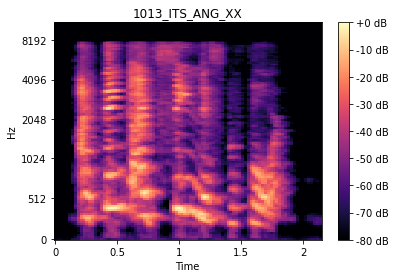 1013_ITS_ANG_XX
8192
4096
2048
1024
512
0
Hz
0
0.5
1
1.5
2
Time
+0 dB
-10 dB
-20 dB
-30 dB
-40 dB
-50 dB
-60 dB
-70 dB
-80 dB